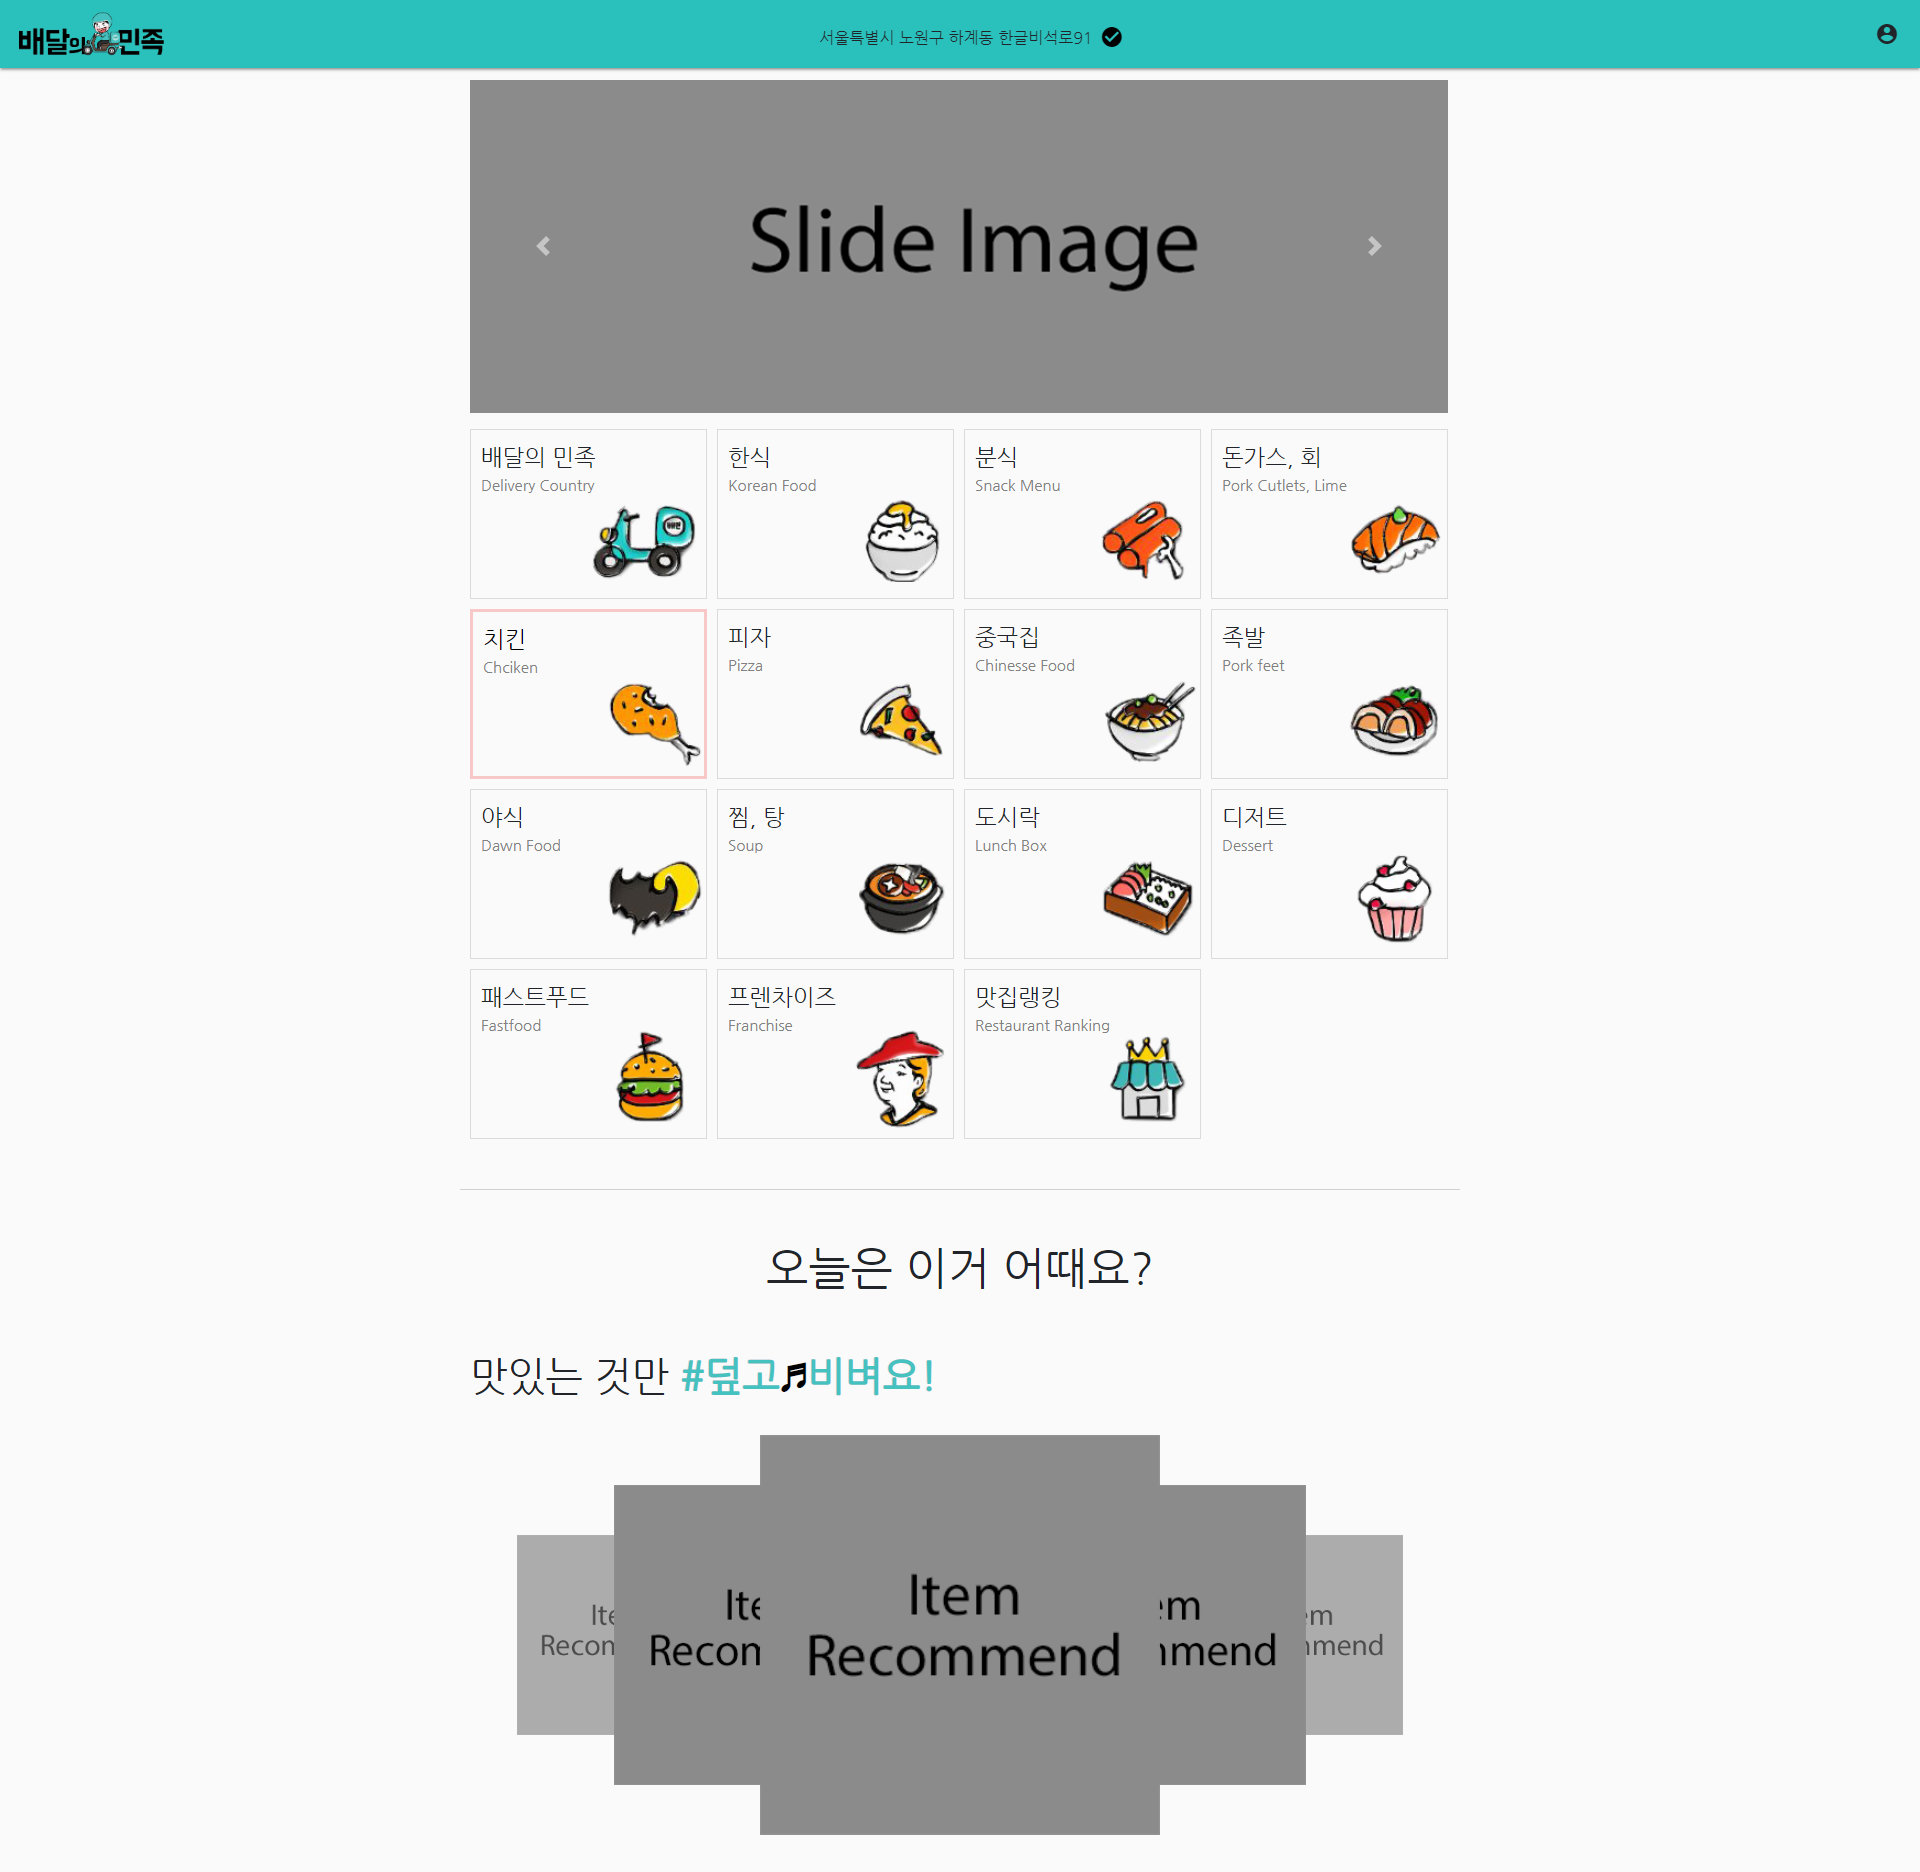 배달의민족
서울특별시 노원구 하계동 한글비석로91
Slide Image
배달의 민족
Delivery Country
배민
한식
Korean Food
분식
Snack Menu
돈가스, 회
Pork Cutlets, Lime
치킨
Chciken
피자
Pizza
중국집
Chinesse Food
족발
Pork feet
야식
Dawn Food
찜, 탕
Soup
도시락
Lunch Box
디저트
Dessert
패스트푸드
Fastfood
프렌차이즈
Franchise
맛집랭킹
Restaurant Ranking
오늘은 이거 어때요?
맛있는 것만 #덮고♬비벼요!
Ite Ite Item em em
Recom Recom Recommend mmend mmend